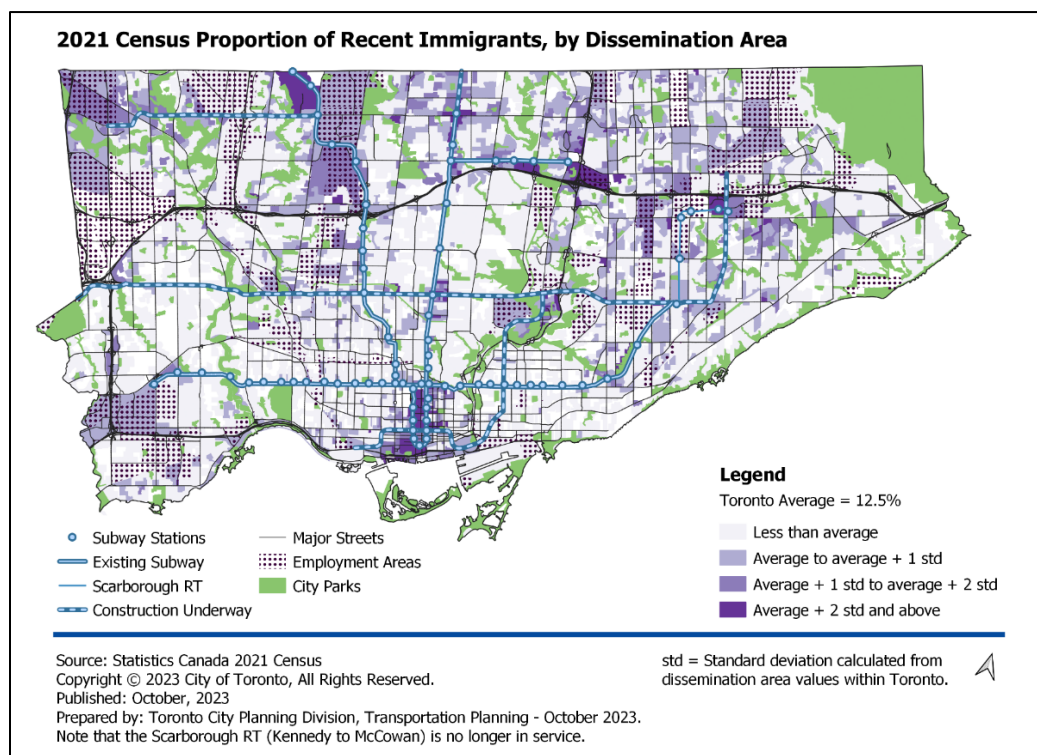 2021 Census Proportion of Recent Immigrants, by Dissemination Area
Subway Stations
Existing Subway
Scarborough RT
Construction Underway
Major Streets
Employment Areas
City Parks
Legend
Toronto Average = 12.5%
Less than average
Average to average + 1 std
Average + 1 std to average + 2 std
Average + 2 std and above
Source: Statistics Canada 2021 Census
Copyright © 2023 City of Toronto, All Rights Reserved.
Published: October, 2023
Prepared by: Toronto City Planning Division, Transportation Planning - October 2023.
Note that the Scarborough RT (Kennedy to McCowan) is no longer in service.
std = Standard deviation calculated from
dissemination area values within Toronto.